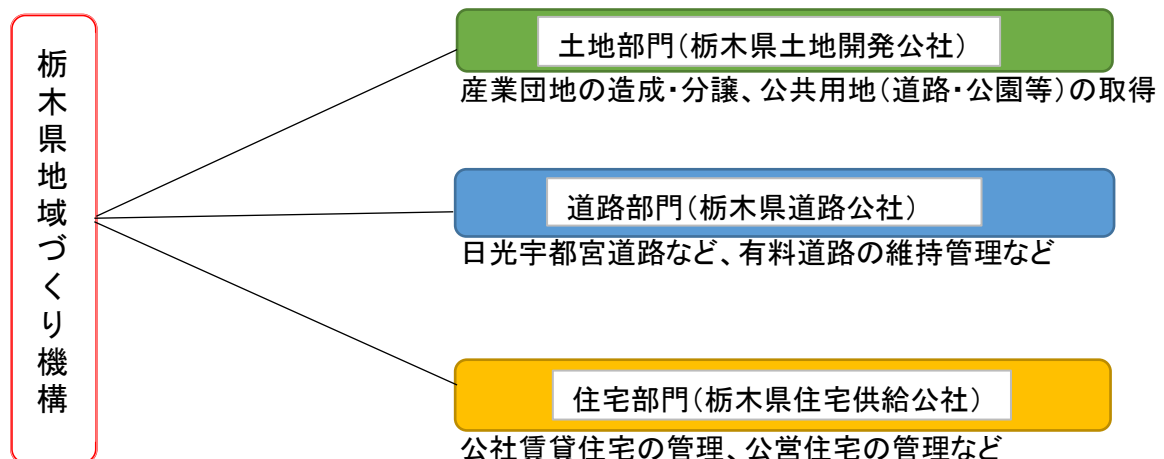 栃木県地域づくり機構
土地部門(栃木県土地開発公社)
産業団地の造成・分譲、公共用地(道路・公園等)の取得
道路部門(栃木県道路公社)
日光宇都宮道路など、有料道路の維持管理など
住宅部門(栃木県住宅供給公社)
公社賃貸住宅の管理、公営住宅の管理など